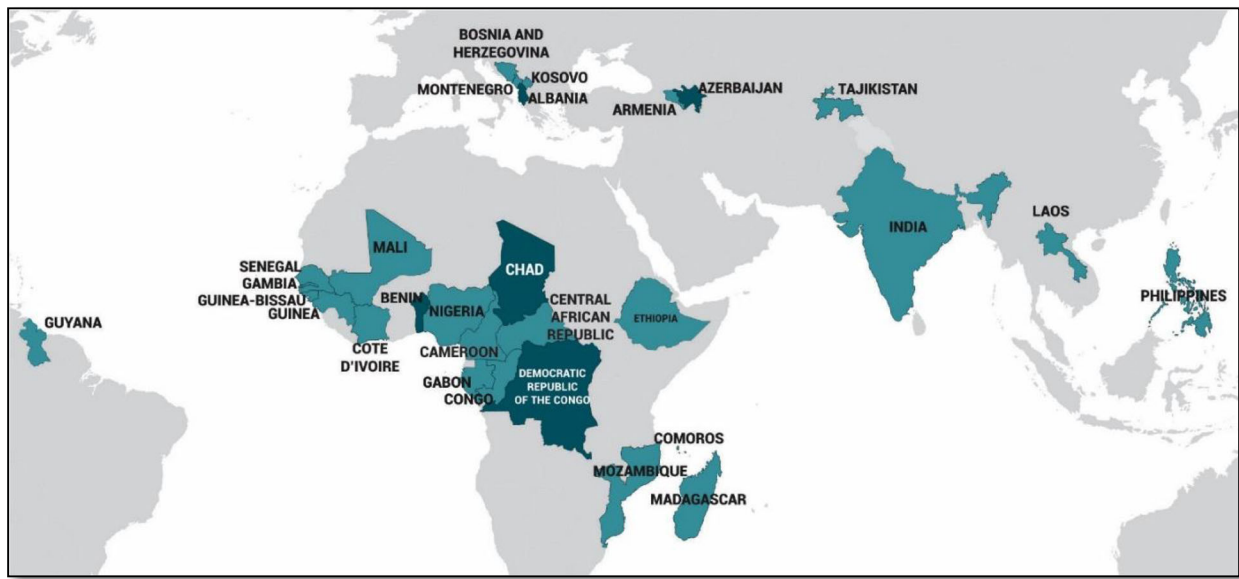 BOSNIA AND
HERZEGOVINA
MONTENEGRO
KOSOVO
ALBANIA
ARMENIA
AZERBAIJAN
TAJIKISTAN
INDIA
LAOS
PHILIPPINES
MALI
CHAD
SENEGAL
GAMBIA
GUINEA-BISSAU
GUINEA
BENIN
NIGERIA
CENTRAL
AFRICAN
REPUBLIC
ETHIOPIA
GUYANA
COTE
D'IVOIRE
CAMEROON
GABON
CONGO
DEMOCRATIC
REPUBLIC
OF THE CONGO
COMOROS
MOZAMBIQUE
MADAGASCAR